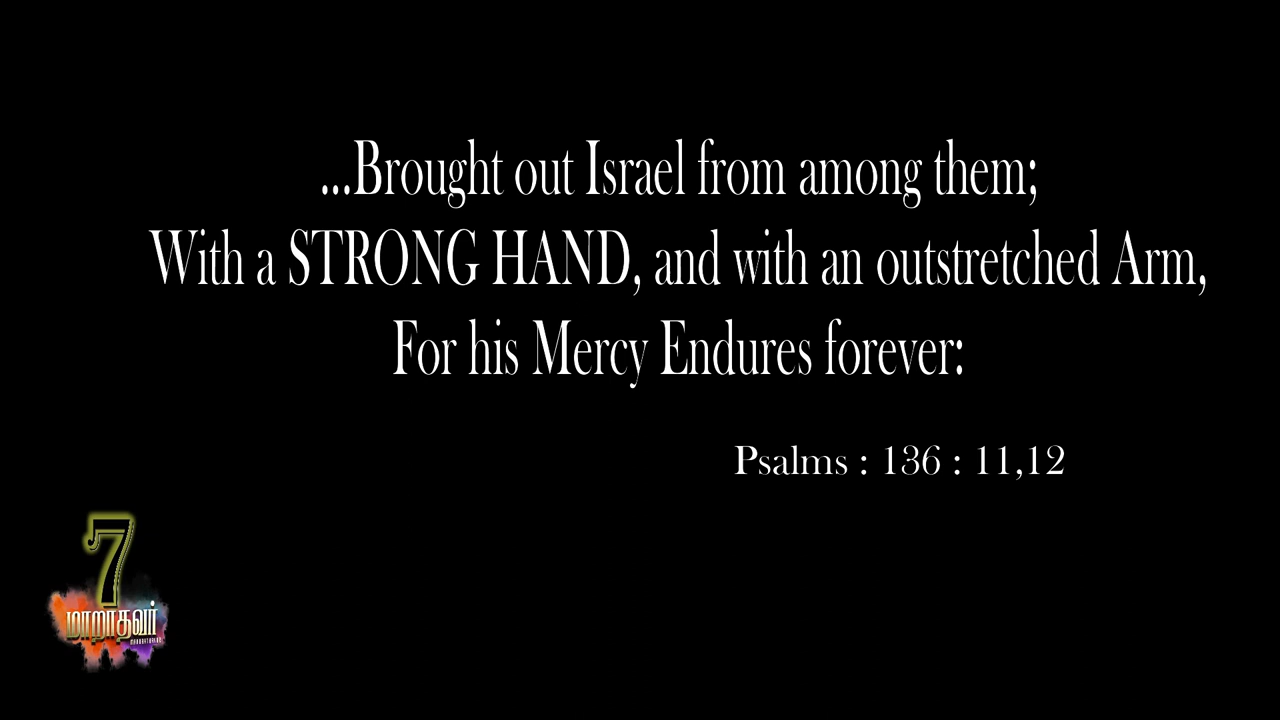 ...Brought out Israel from among them;
With a STRONG HAND, and with an outstretched Arm,
For his Mercy Endures forever:
Psalms : 136 : 11,12
7
மாறாதவர்